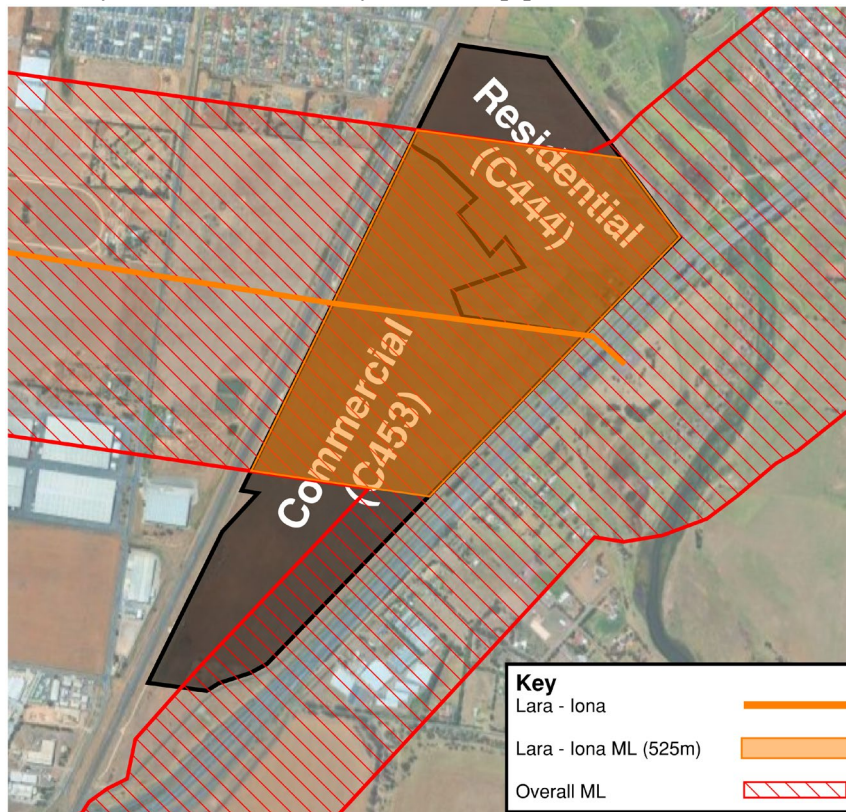 Residential
(C444)
Commercial
(C453)
Key
Lara - Iona
Lara - Iona ML (525m)
Overall ML